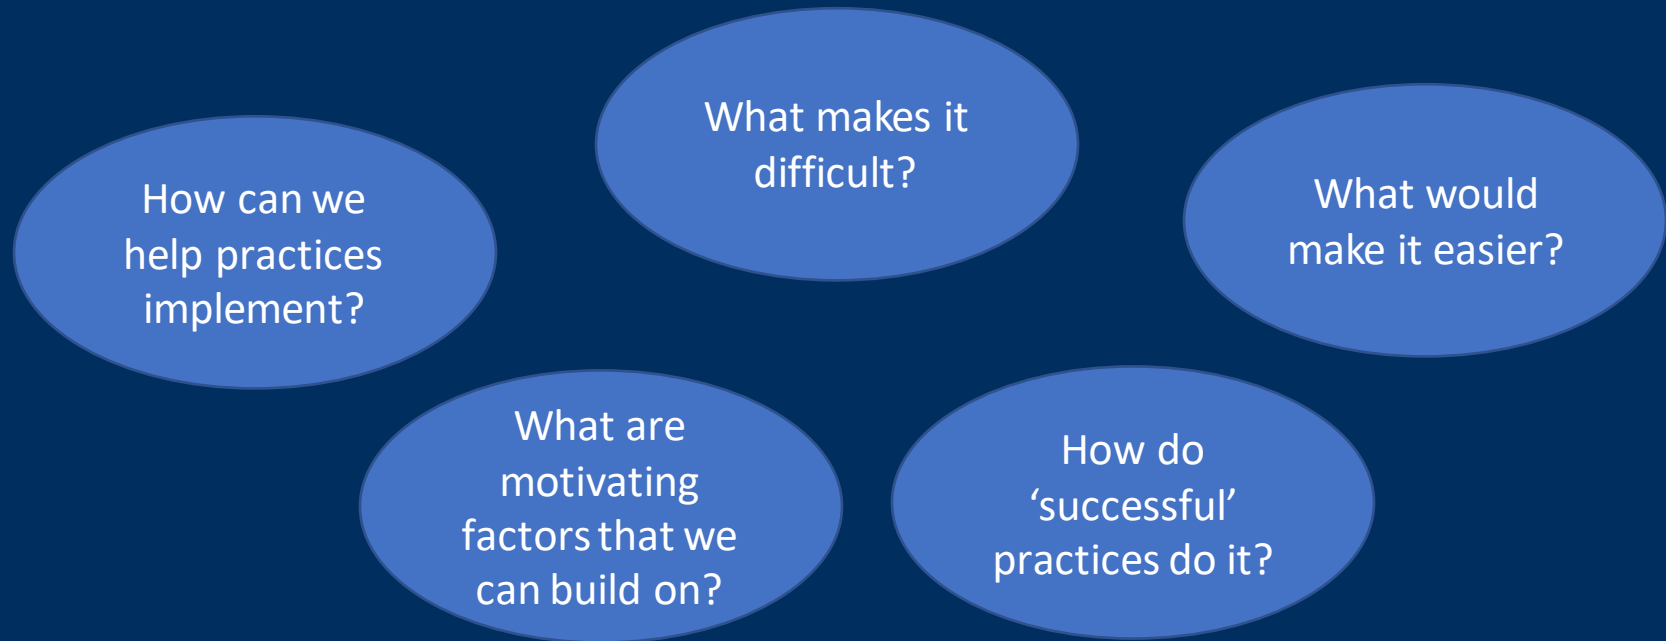 How can we
help practices
implement?
What makes it
difficult?
What would
make it easier?
What are
motivating
factors that we
can build on?
How do
‘successful’
practices do it?